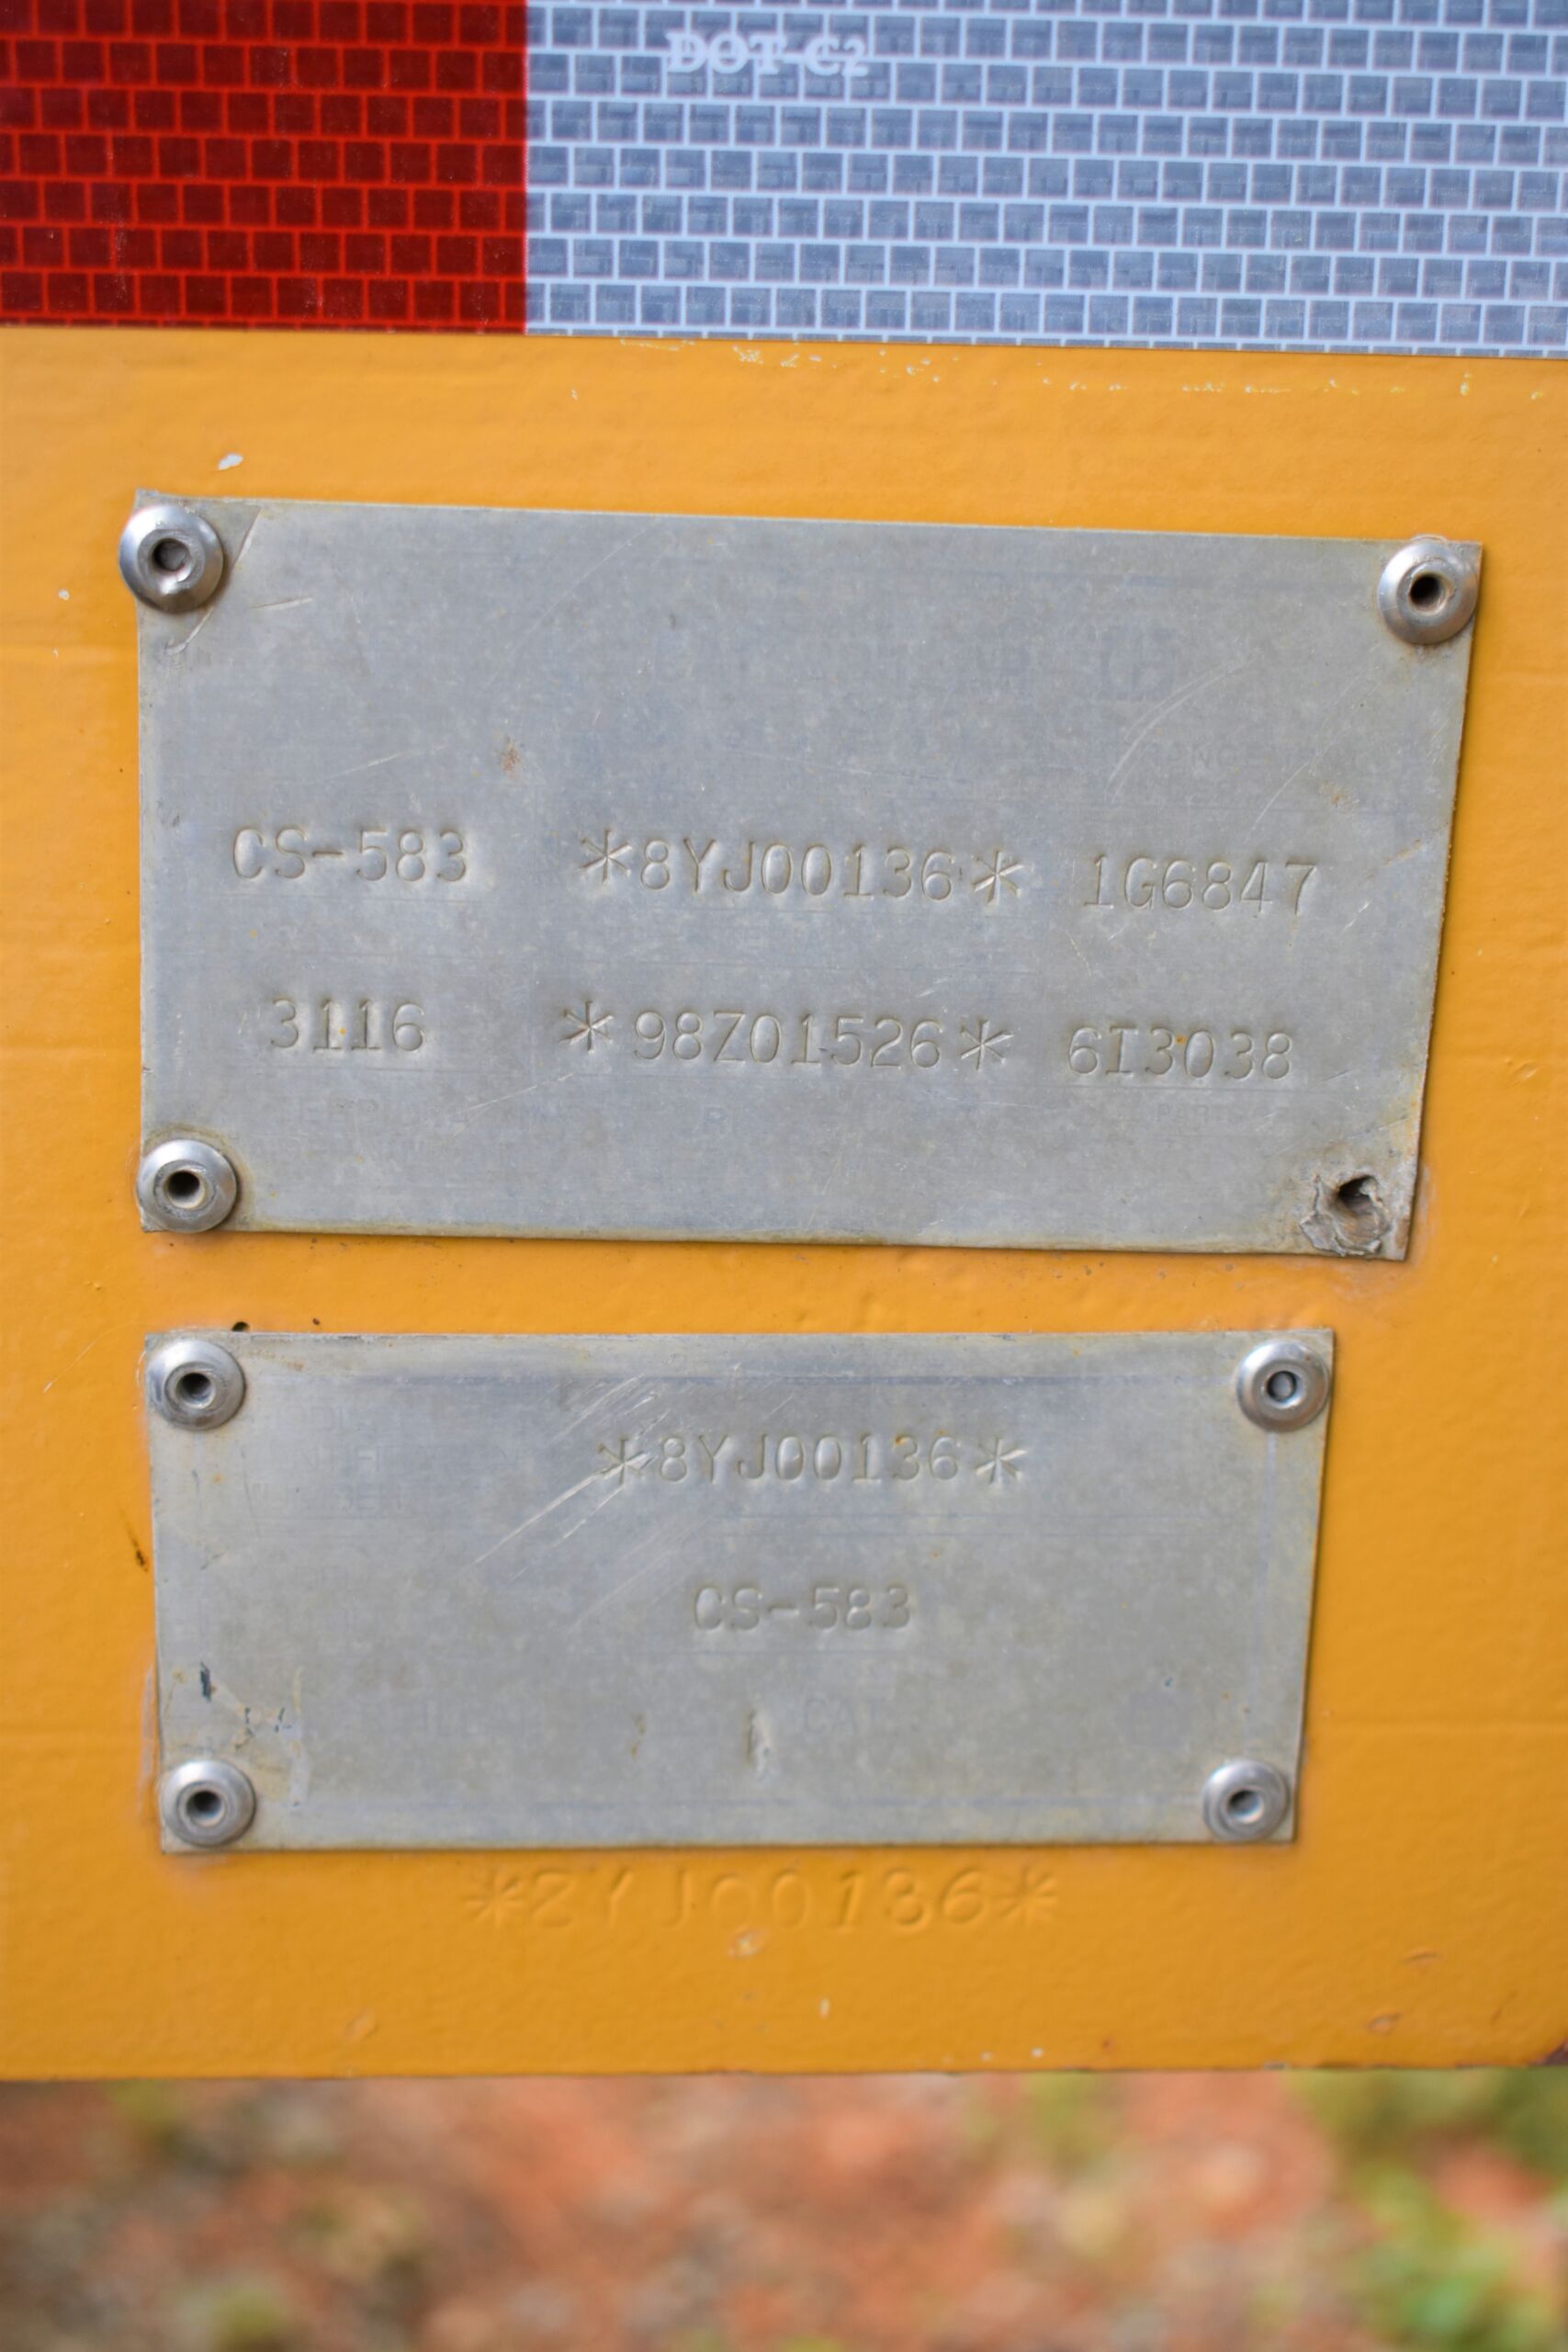 DOT-C2
CS-583 *8YJ00136* 1G6847
3116 *98Z01526* 6I3038
*8YJ00136*
CS-583
*8YJ00136*